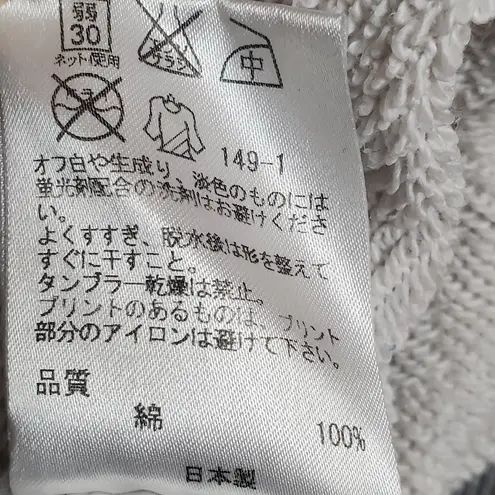 弱
30
ネット使用
中
149-1
オフ白や生成り、淡色のものには
蛍光剤配合の洗剤はお避けくださ
い。
よくすすぎ、脱水後は形を整えて
すぐに干すこと。
タンブラー乾燥は禁止。
プリントのあるものは、プリント
部分のアイロンは避けて下さい。
品質
綿 100%
日本製